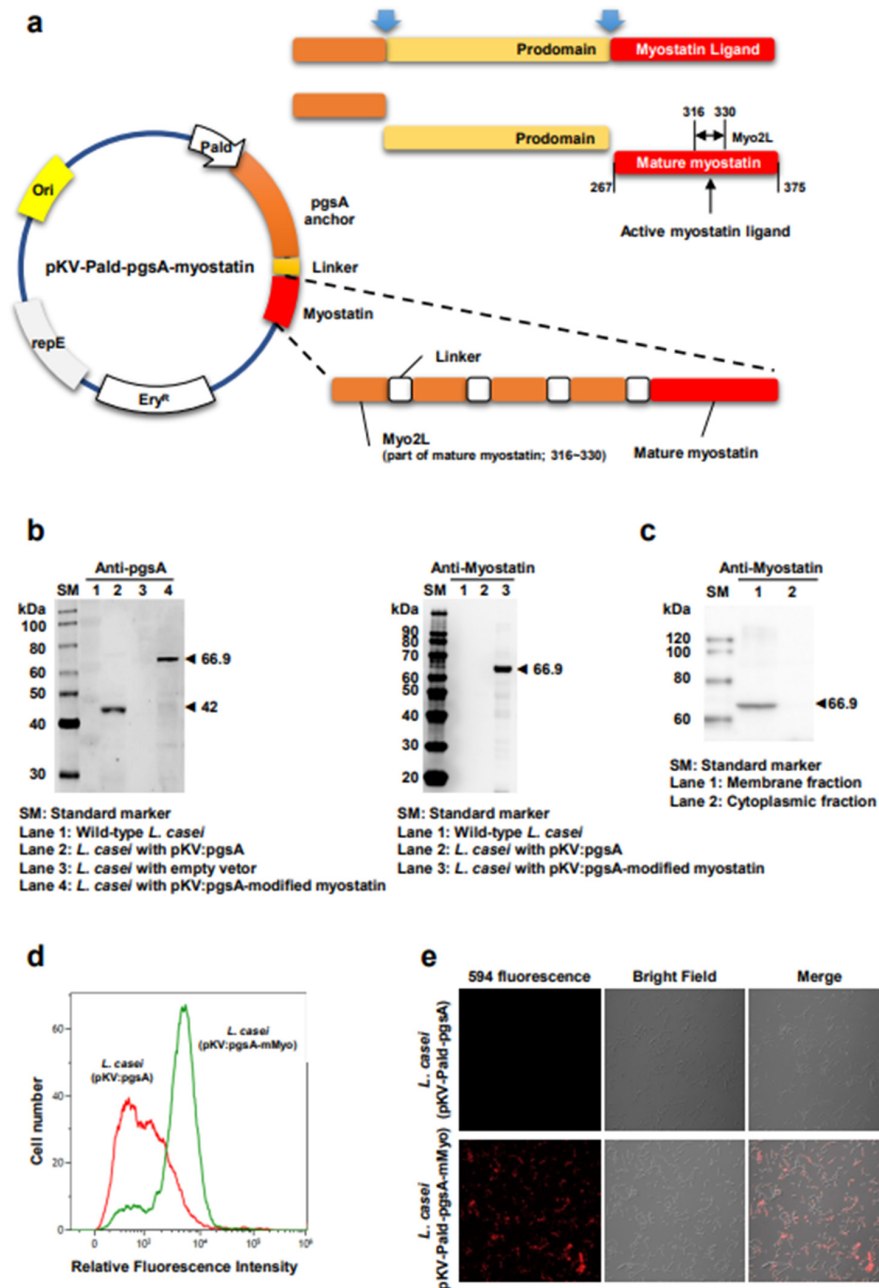 a
Prodomain
Myostatin Ligand
Prodomain
316 330
Myo2L
Mature myostatin
267
375
Active myostatin ligand
Pald
Ori
pgsA
anchor
pKV-Pald-pgsA-myostatin
Linker
Myostatin
repE
Eryᴿ
Linker
Myo2L
(part of mature myostatin; 316~330)
Mature myostatin
b
Anti-pgsA
SM 1 2 3 4
kDa
100
80
60
50
40
30
66.9
42
SM: Standard marker
Lane 1: Wild-type L. casei
Lane 2: L. casei with pKV:pgsA
Lane 3: L. casei with empty vetor
Lane 4: L. casei with pKV:pgsA-modified myostatin
Anti-Myostatin
SM 1 2 3
kDa
90
80
70
60
50
40
30
20
66.9
SM: Standard marker
Lane 1: Wild-type L. casei
Lane 2: L. casei with pKV:pgsA
Lane 3: L. casei with pKV:pgsA-modified myostatin
c
Anti-Myostatin
SM 1 2
kDa
120
100
80
60
66.9
SM: Standard marker
Lane 1: Membrane fraction
Lane 2: Cytoplasmic fraction
d
Cell number
60
40
20
0
L. casei
(pKV:pgsA)
L. casei
(pKV:pgsA-mMyo)
0 10³ 10⁴ 10⁵ 10⁶
Relative Fluorescence Intensity
e
594 fluorescence Bright Field Merge
L. casei
(pKV-Pald-pgsA)
L. casei
pKV-Pald-pgsA-mMyo)